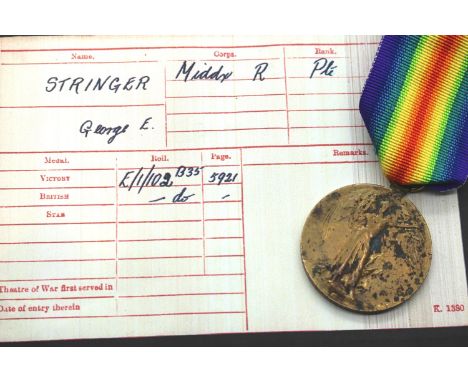 Name. Corps. Rank.
STRINGER Middx R Pte
George E.
Medal. Roll. Page. Remarks.
VICTORY E/1/102 B35 5921
BRITISH – do –
STAR
Theatre of War first served in
Date of entry therein
K. 1380